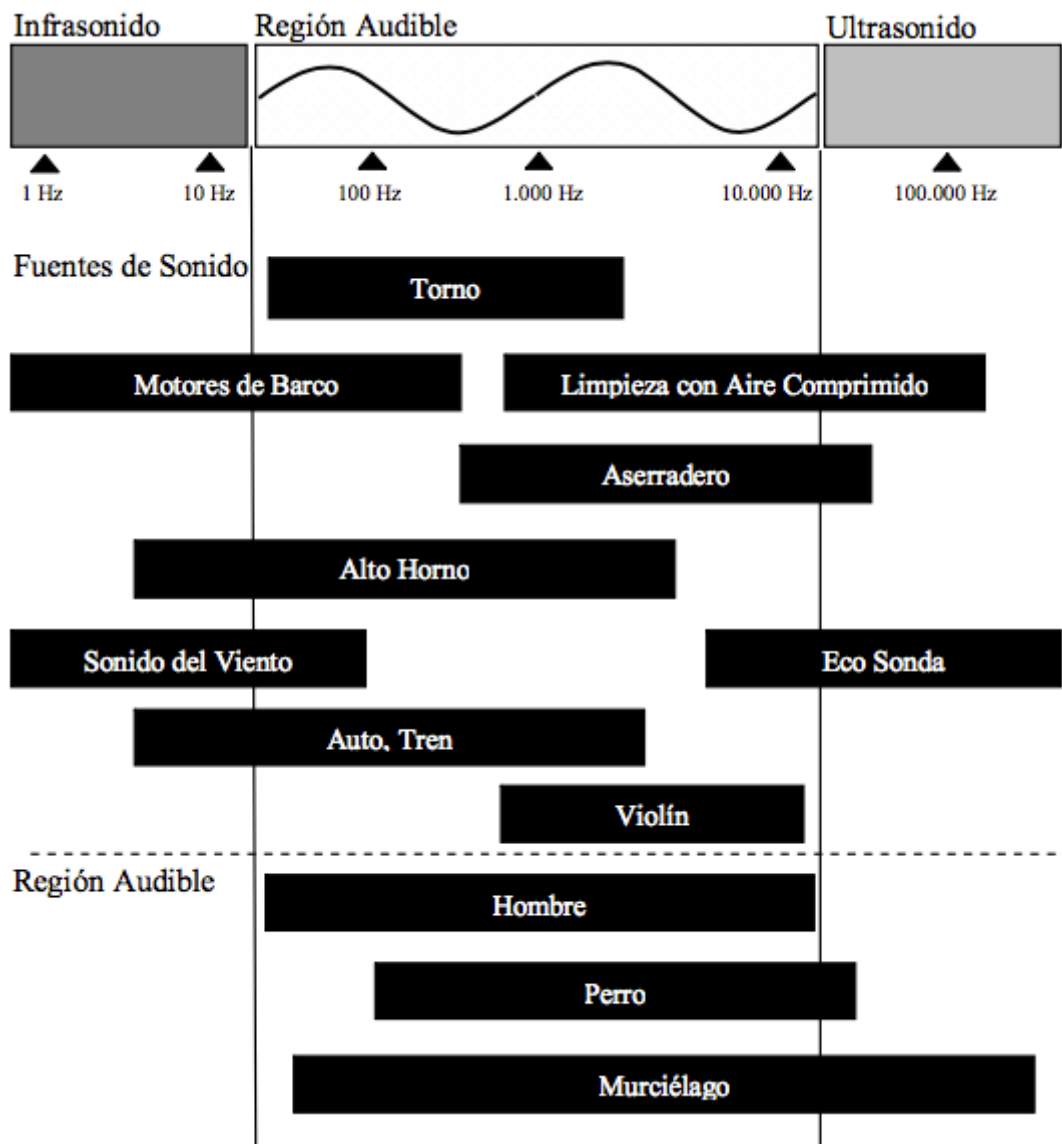 Infrasonido Región Audible Ultrasonido
1 Hz 10 Hz 100 Hz 1.000 Hz 10.000 Hz 100.000 Hz
Fuentes de Sonido
Torno
Motores de Barco Limpieza con Aire Comprimido
Aserradero
Alto Horno
Sonido del Viento Eco Sonda
Auto, Tren
Violín
Región Audible
Hombre
Perro
Murciélago